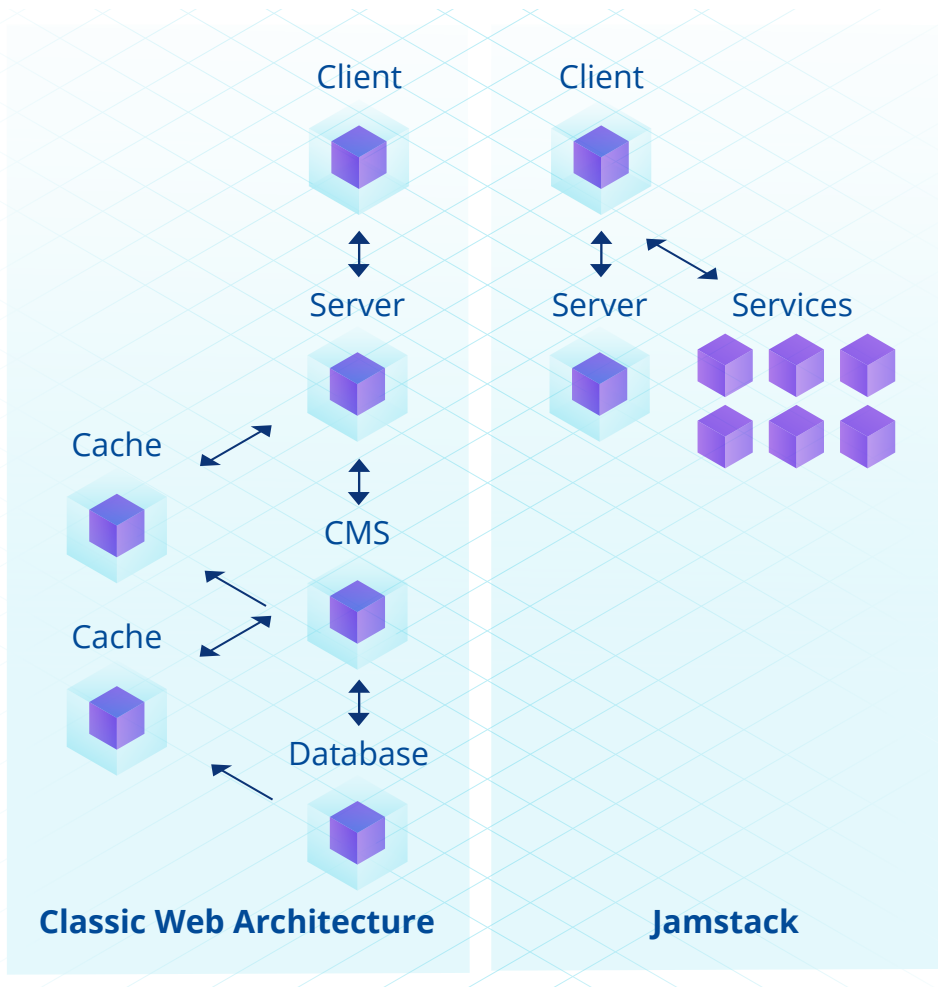 Client
Server
Cache
CMS
Cache
Database
Classic Web Architecture
Client
Server
Services
Jamstack